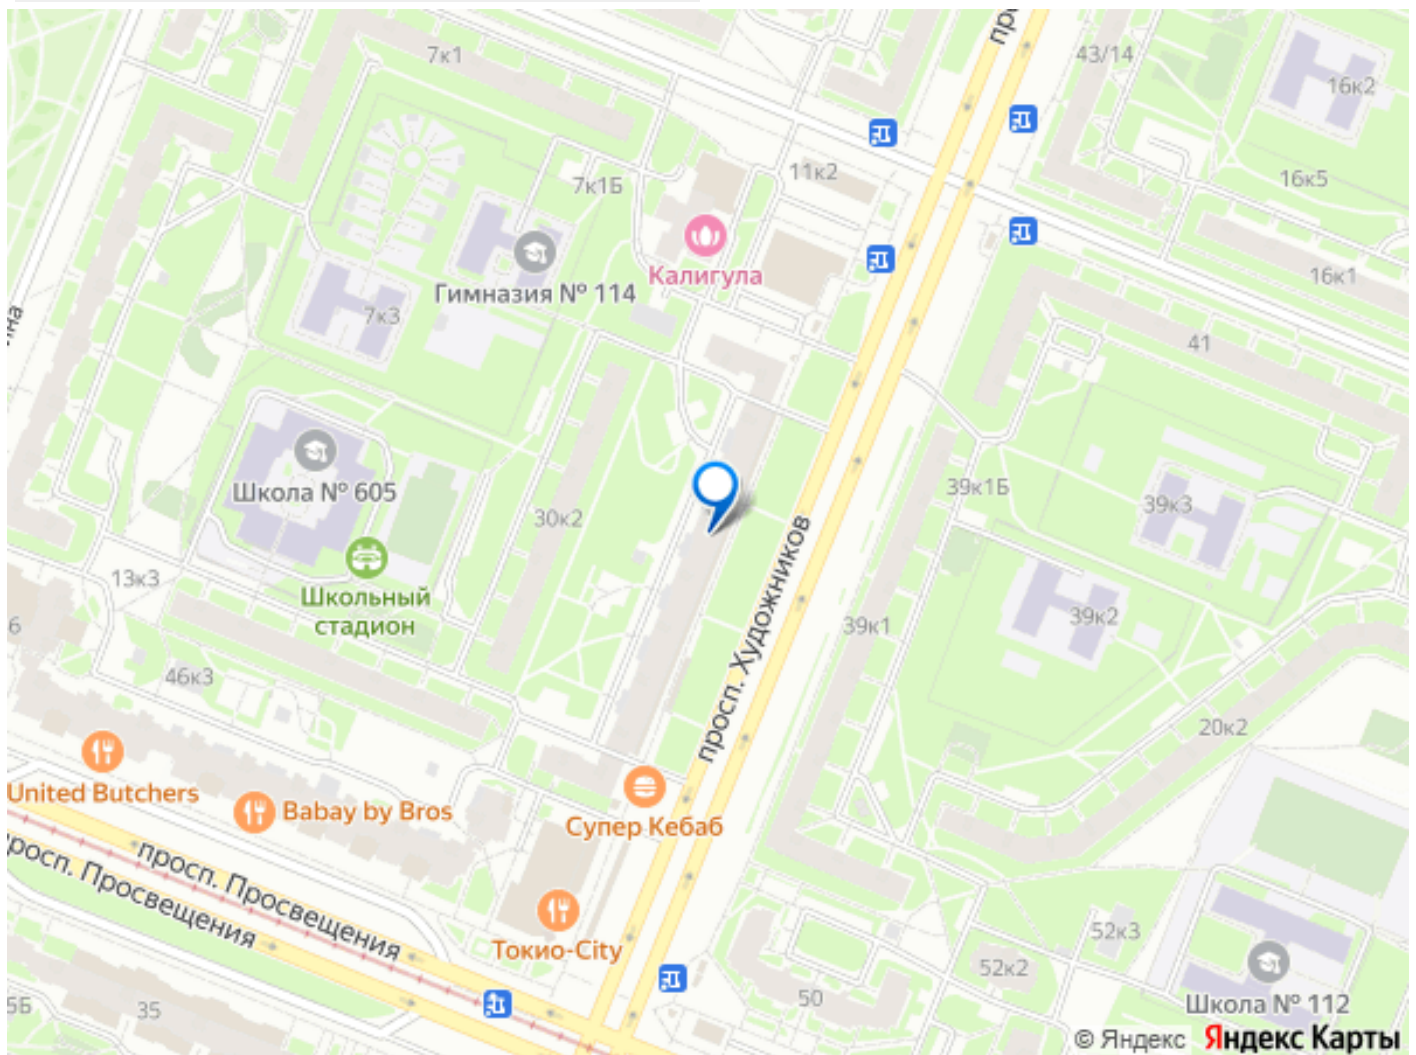 7к1
43/14
16к2
7к1Б
11к2
16к5
Калигула
16к1
Гимназия № 114
7к3
41
Школа № 605
30к2
39к1Б
39к3
13к3
Школьный
стадион
просп. Художников
39к1
39к2
46к3
20к2
United Butchers
Babay by Bros
Супер Кебаб
просп. Просвещения
просп. Просвещения
Токио-City
52к3
52к2
50
35
Школа № 112
© Яндекс Яндекс Карты